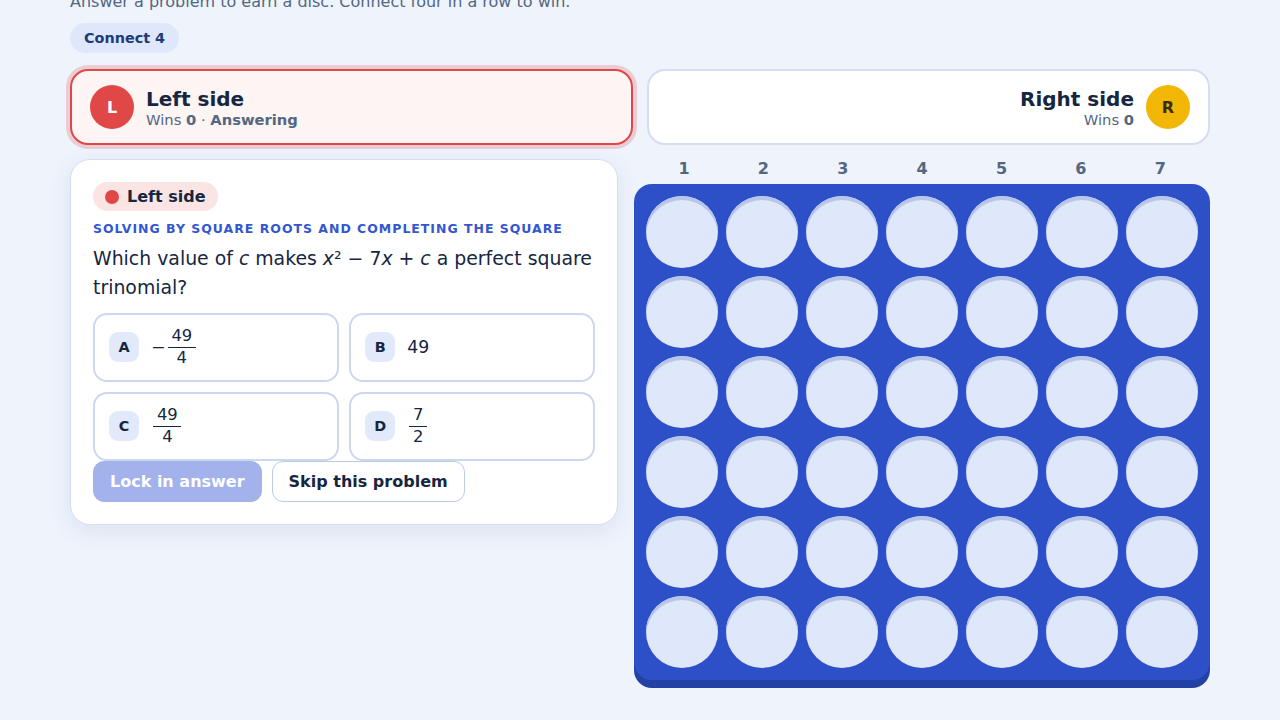 Answer a problem to earn a disc. Connect four in a row to win.
Connect 4
L
Left side
Wins 0 · Answering
Right side
Wins 0
R
Left side
SOLVING BY SQUARE ROOTS AND COMPLETING THE SQUARE
Which value of c makes x² − 7x + c a perfect square
trinomial?
A −49/4
B 49
C 49/4
D 7/2
Lock in answer
Skip this problem
1 2 3 4 5 6 7